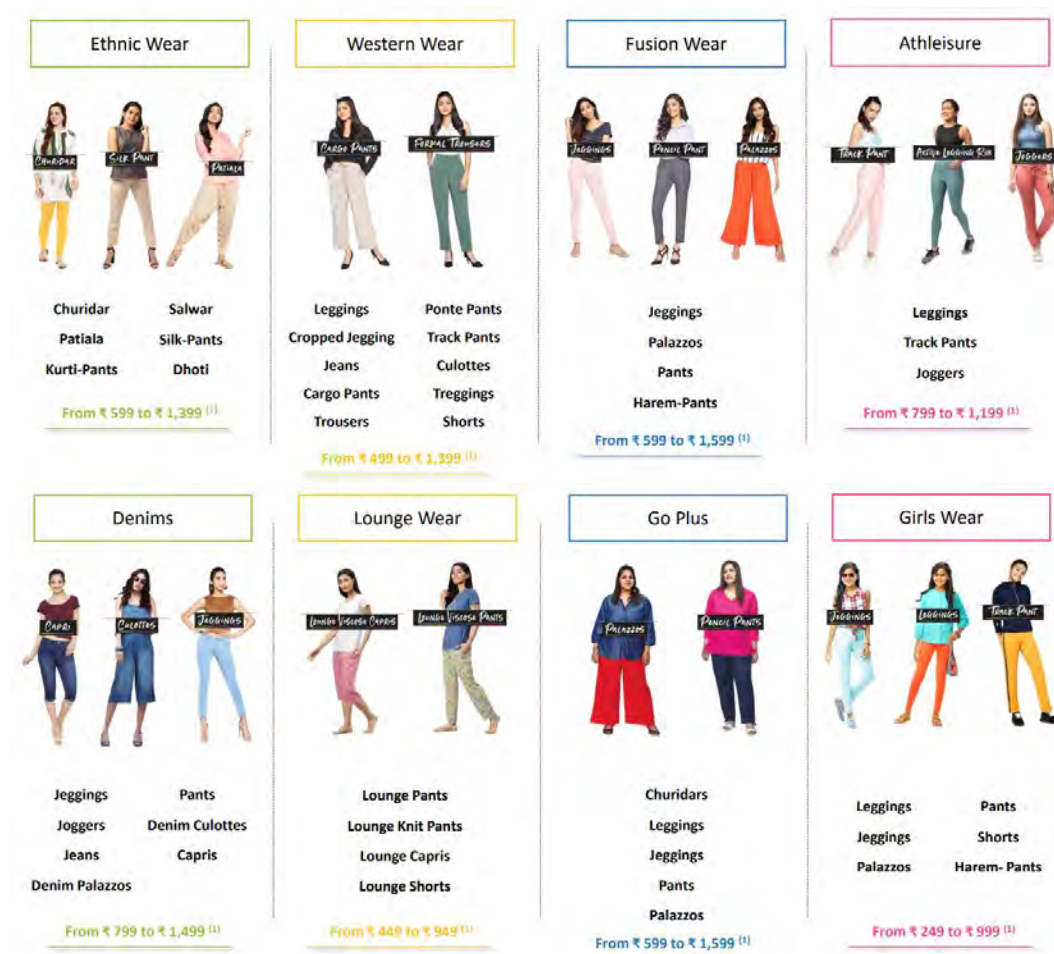 Ethnic Wear
CHURIDAR
SILK PANT
PATIALA
Churidar Salwar
Patiala Silk-Pants
Kurti-Pants Dhoti
From ₹ 599 to ₹ 1,399 (1)
Western Wear
CARGO PANTS
FORMAL TROUSERS
Leggings Ponte Pants
Cropped Jegging Track Pants
Jeans Culottes
Cargo Pants Treggings
Trousers Shorts
From ₹ 499 to ₹ 1,399 (1)
Fusion Wear
JEGGINGS
PENCIL PANT
PALAZZOS
Jeggings
Palazzos
Pants
Harem-Pants
From ₹ 599 to ₹ 1,599 (1)
Athleisure
TRACK PANT
ACTIVE LEGGING
JOGGERS
Leggings
Track Pants
Joggers
From ₹ 799 to ₹ 1,199 (1)
Denims
CAPRI
CULOTTES
JEGGINGS
Jeggings Pants
Joggers Denim Culottes
Jeans Capris
Denim Palazzos
From ₹ 799 to ₹ 1,499 (1)
Lounge Wear
LOUNGE VISCOSE CAPRIS
LOUNGE VISCOSE PANTS
Lounge Pants
Lounge Knit Pants
Lounge Capris
Lounge Shorts
From ₹ 449 to ₹ 949 (1)
Go Plus
PALAZZOS
PENCIL PANTS
Churidars
Leggings
Jeggings
Pants
Palazzos
From ₹ 599 to ₹ 1,599 (1)
Girls Wear
JEGGINGS
LEGGINGS
TRACK PANT
Leggings Pants
Jeggings Shorts
Palazzos Harem- Pants
From ₹ 249 to ₹ 999 (1)